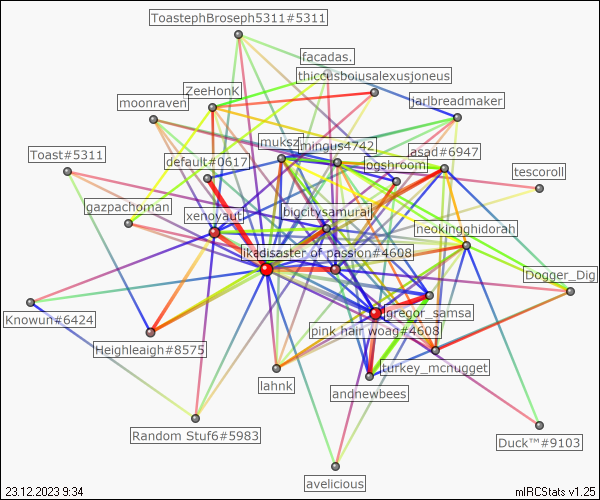 ToastephBroseph5311#5311
facadas.
thiccusboiusalexusjoneus
ZeeHonK
moonraven
jarlbreadmaker
muksz
mingus4742
asad#6947
Toast#5311
default#0617
ogshroom
tescoroll
gazpachoman
xenoyaut
bigcitysamurai
neokingghidorah
disaster of passion#4608
Dogger_Dig
Knowun#6424
gregor_samsa
pink hair woag#4608
Heighleaigh#8575
turkey_mcnugget
lahnk
andnewbees
Random Stuf6#5983
Duck™#9103
avelicious
23.12.2023 9:34
mIRCStats v1.25